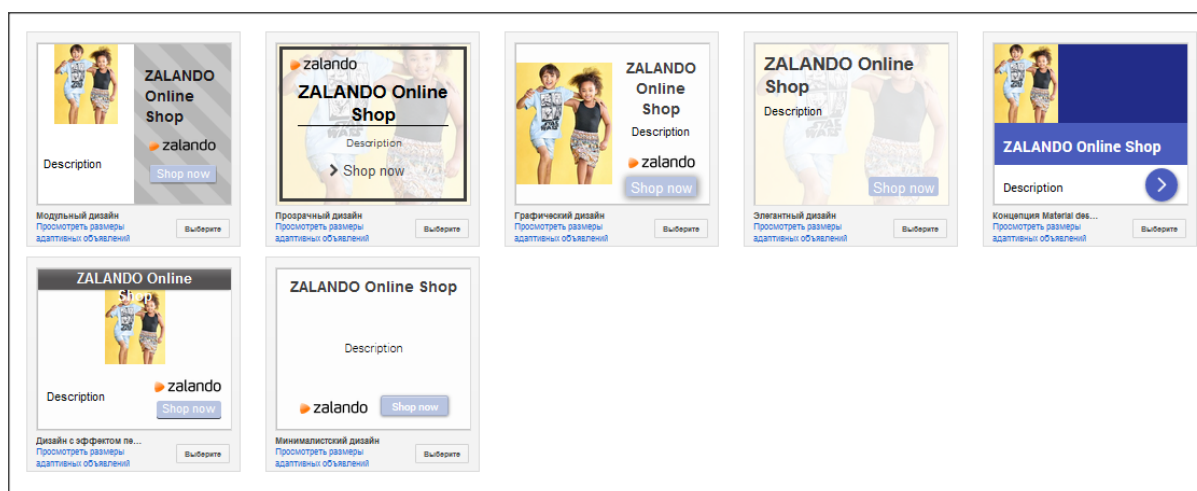 ZALANDO
Online
Shop
zalando
Description
Shop now
Модульный дизайн
Просмотреть размеры
адаптивных объявлений
Выберите
zalando
ZALANDO Online
Shop
Description
Shop now
Прозрачный дизайн
Просмотреть размеры
адаптивных объявлений
Выберите
STAR
WARS
ZALANDO
Online
Shop
Description
zalando
Shop now
Графический дизайн
Просмотреть размеры
адаптивных объявлений
Выберите
ZALANDO Online
Shop
Description
Shop now
Элегантный дизайн
Просмотреть размеры
адаптивных объявлений
Выберите
ZALANDO Online Shop
Description
Концепция Material des...
Просмотреть размеры
адаптивных объявлений
Выберите
ZALANDO Online
Shop
Description
zalando
Shop now
Дизайн с эффектом пе...
Просмотреть размеры
адаптивных объявлений
Выберите
ZALANDO Online Shop
Description
zalando
Shop now
Минималистский дизайн
Просмотреть размеры
адаптивных объявлений
Выберите